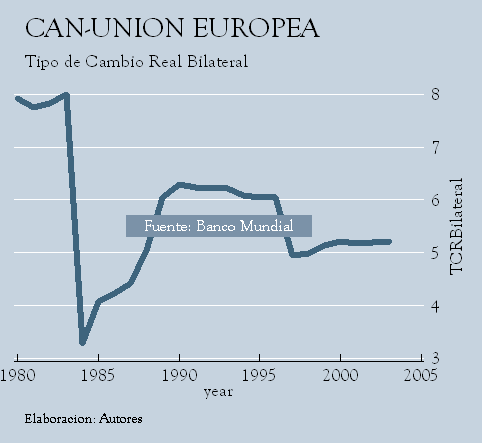 CAN-UNION EUROPEA
Tipo de Cambio Real Bilateral
8
7
6
5
4
3
TCRBilateral
Fuente: Banco Mundial
1980 1985 1990 1995 2000 2005
year
Elaboracion: Autores